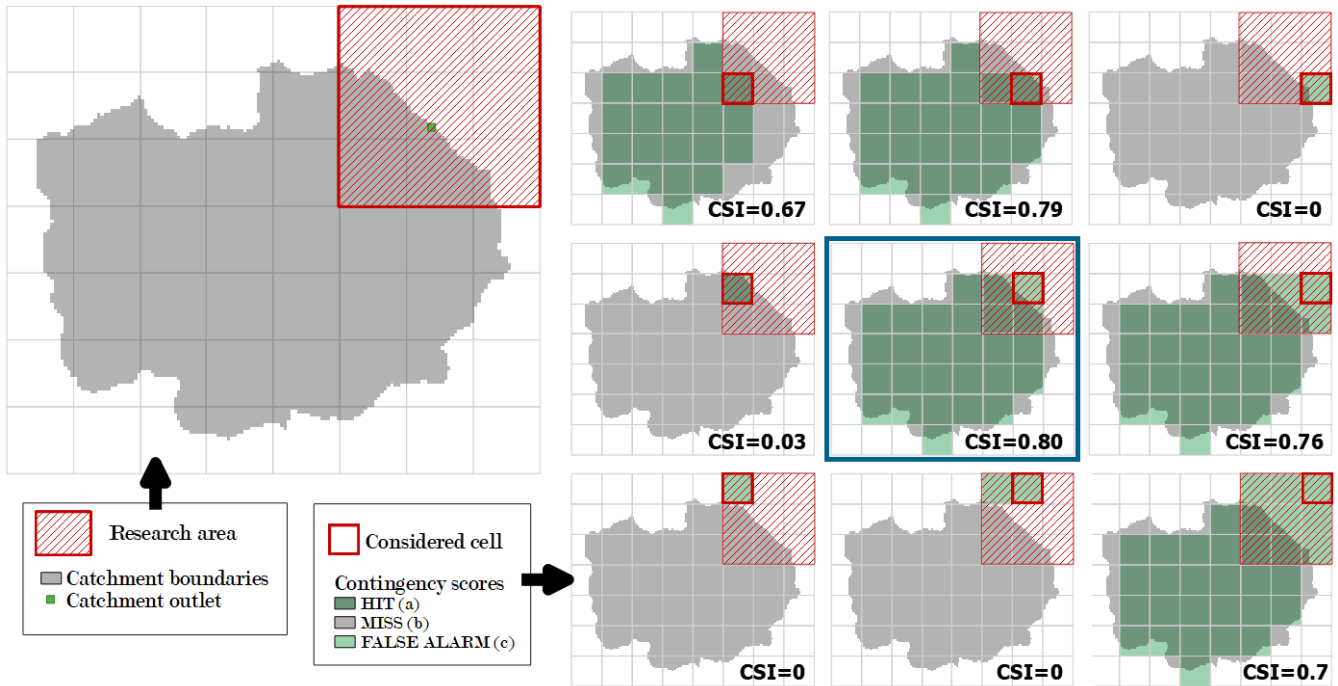 CSI=0.67
CSI=0.79
CSI=0
CSI=0.03
CSI=0.80
CSI=0.76
CSI=0
CSI=0
CSI=0.7
Research area
Catchment boundaries
Catchment outlet
Considered cell
Contingency scores
HIT (a)
MISS (b)
FALSE ALARM (c)